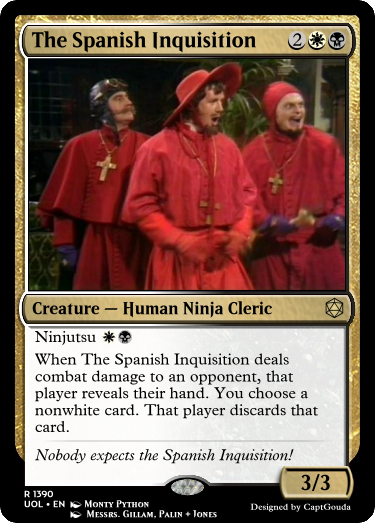 The Spanish Inquisition 2
Creature — Human Ninja Cleric
Ninjutsu
When The Spanish Inquisition deals
combat damage to an opponent, that
player reveals their hand. You choose a
nonwhite card. That player discards that
card.
Nobody expects the Spanish Inquisition!
3/3
R 1390
UOL • EN Monty Python
Messrs. Gillam, Palin + Jones
Designed by CaptGouda